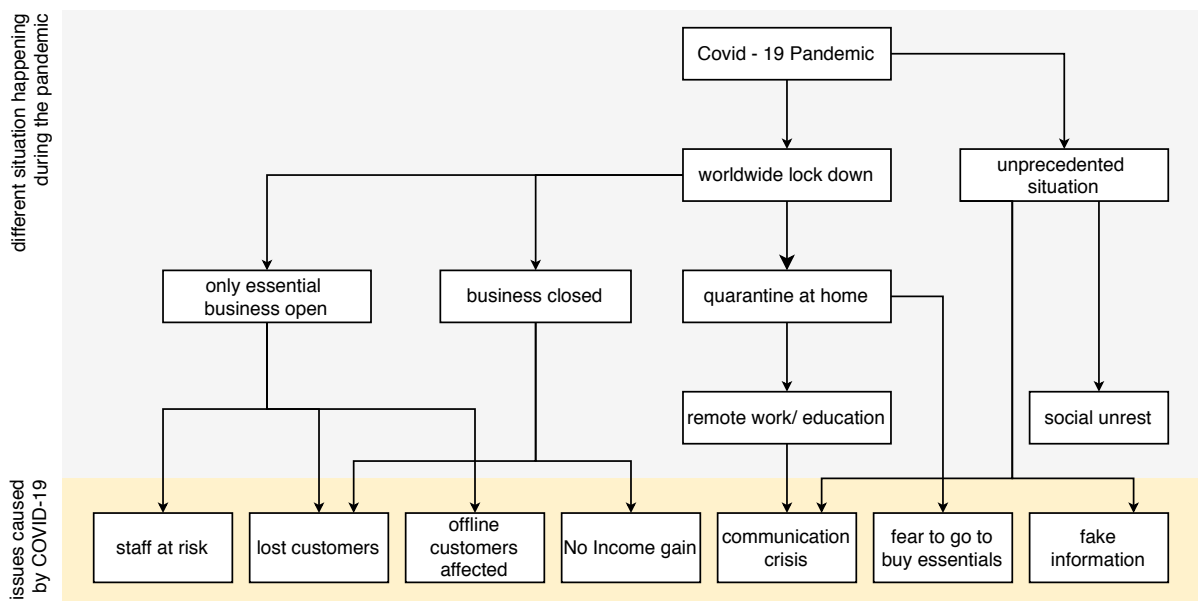 different situation happening
during the pandemic
Covid - 19 Pandemic
worldwide lock down
unprecedented
situation
only essential
business open
business closed
quarantine at home
remote work/ education
social unrest
issues caused
by COVID-19
staff at risk
lost customers
offline
customers
affected
No Income gain
communication
crisis
fear to go to
buy essentials
fake
information